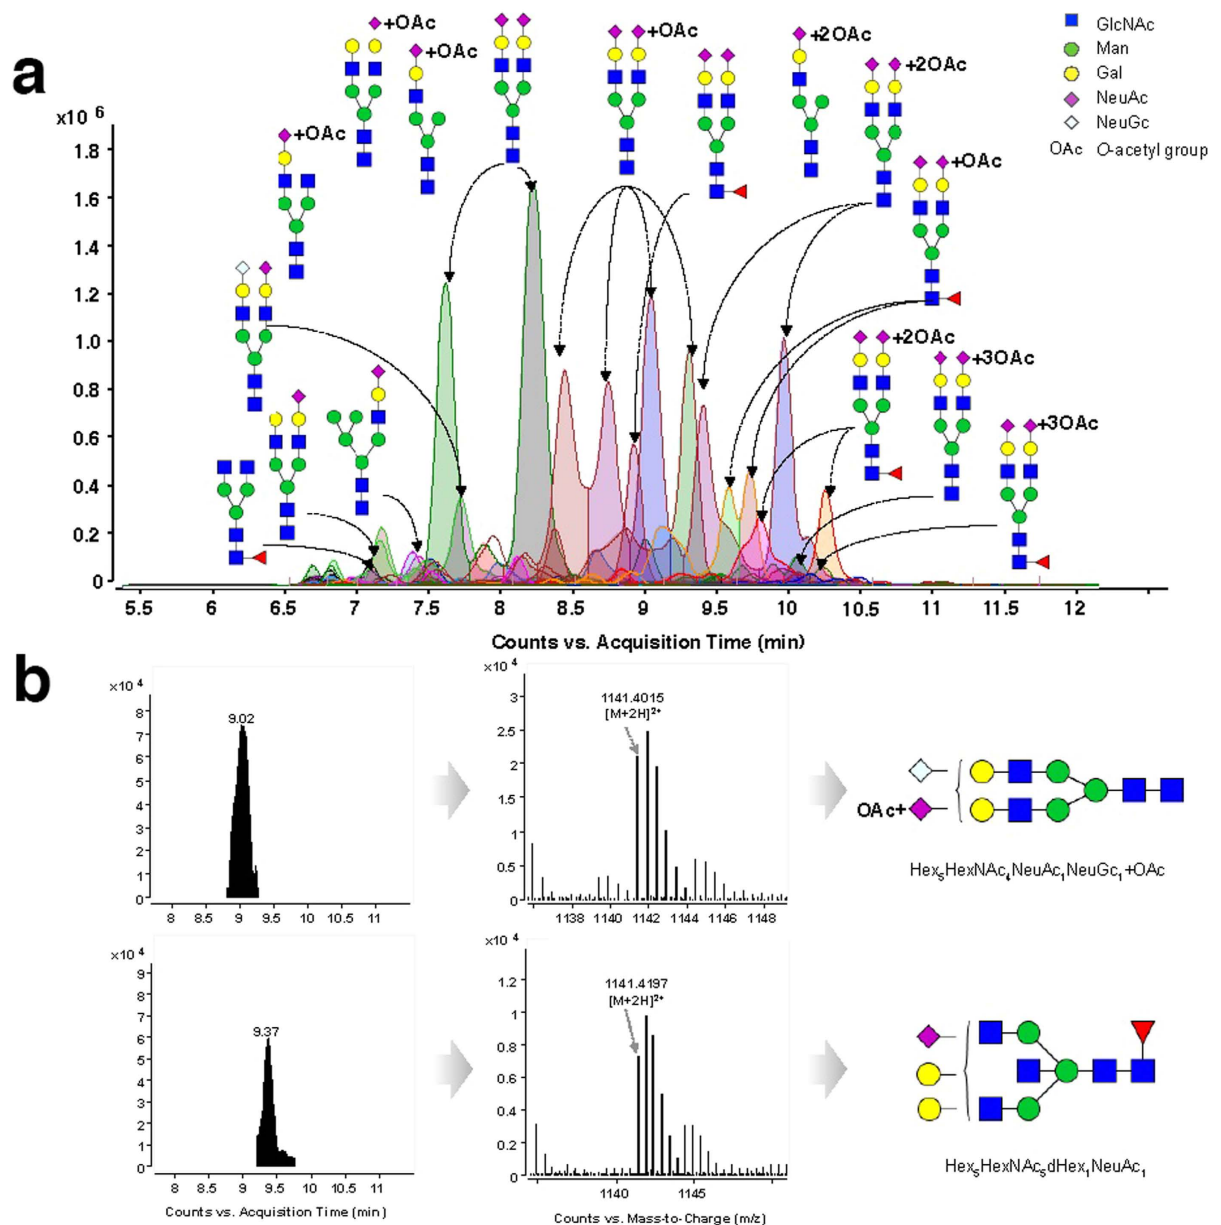 a
+OAc
+OAc
+OAc
+2OAc
+2OAc
+OAc
+OAc
+2OAc
+3OAc
+3OAc
GlcNAc
Man
Gal
NeuAc
NeuGc
OAc O-acetyl group
x10 6
1.8
1.6
1.4
1.2
1.0
0.8
0.6
0.4
0.2
0
5.5 6 6.5 7 7.5 8 8.5 9 9.5 10 10.5 11 11.5 12
Counts vs. Acquisition Time (min)
b
x10 4
8
7
6
5
4
3
2
1
0
9.02
8 8.5 9 9.5 10 10.5 11
x10 4
3
2.5
2
1.5
1
0.5
0
1141.4015
[M+2H]²⁺
1138 1140 1142 1144 1146 1148
OAc+
Hex₅HexNAc₄NeuAc₁NeuGc₁+OAc
x10 4
9
8
7
6
5
4
3
2
1
0
9.37
8 8.5 9 9.5 10 10.5 11
Counts vs. Acquisition Time (min)
x10 4
1.2
1
0.8
0.6
0.4
0.2
0
1141.4197
[M+2H]²⁺
1140 1145
Counts vs. Mass-to-Charge (m/z)
Hex₅HexNAc₅dHex₁NeuAc₁